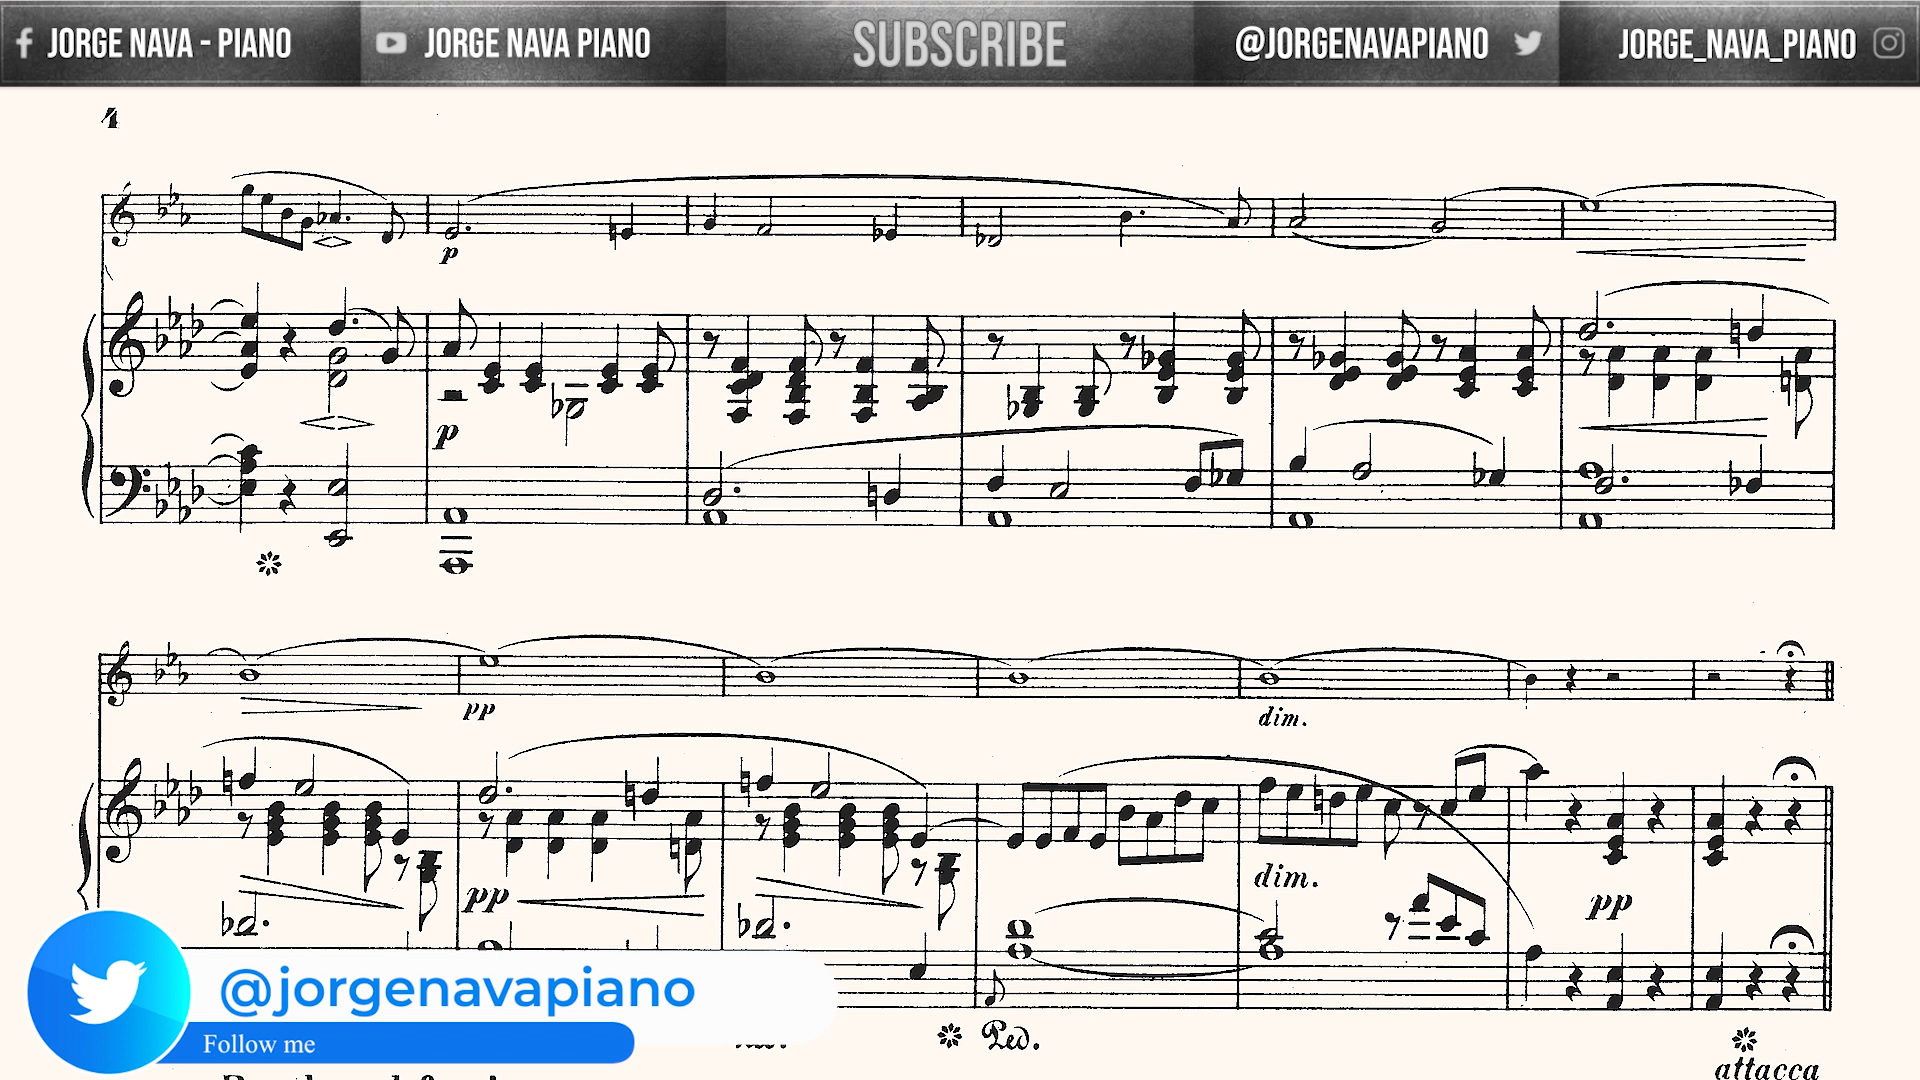 JORGE NAVA - PIANO JORGE NAVA PIANO SUBSCRIBE @JORGENAVAPIANO JORGE_NAVA_PIANO
4
p
p
pp
dim.
pp
dim.
pp
@jorgenavapiano
Follow me
Ped.
attacca